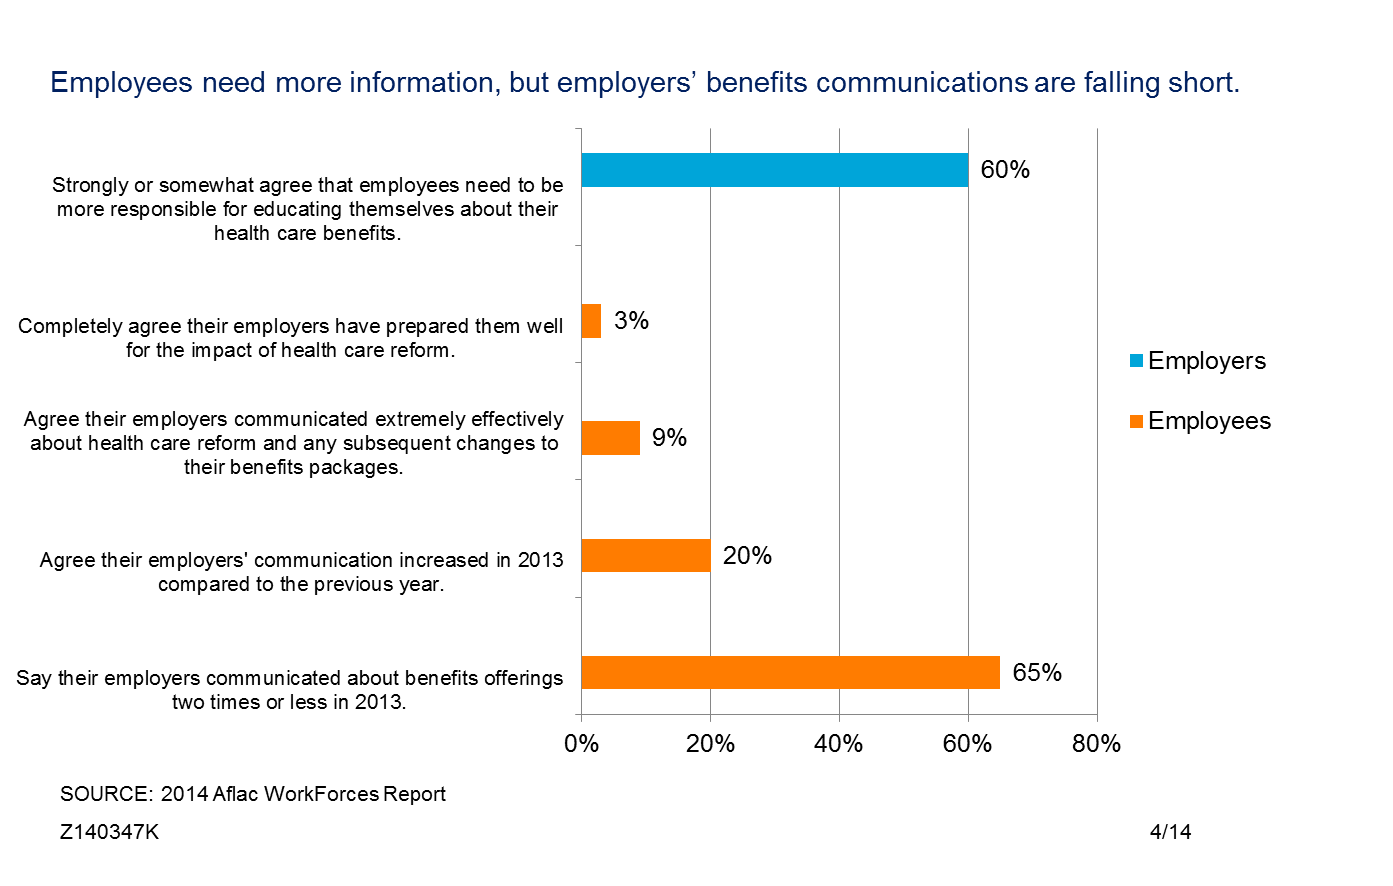 Employees need more information, but employers’ benefits communications are falling short.
Strongly or somewhat agree that employees need to be
more responsible for educating themselves about their
health care benefits.
60%
Completely agree their employers have prepared them well
for the impact of health care reform.
3%
Agree their employers communicated extremely effectively
about health care reform and any subsequent changes to
their benefits packages.
9%
Agree their employers' communication increased in 2013
compared to the previous year.
20%
Say their employers communicated about benefits offerings
two times or less in 2013.
65%
0% 20% 40% 60% 80%
Employers
Employees
SOURCE: 2014 Aflac WorkForces Report
Z140347K
4/14